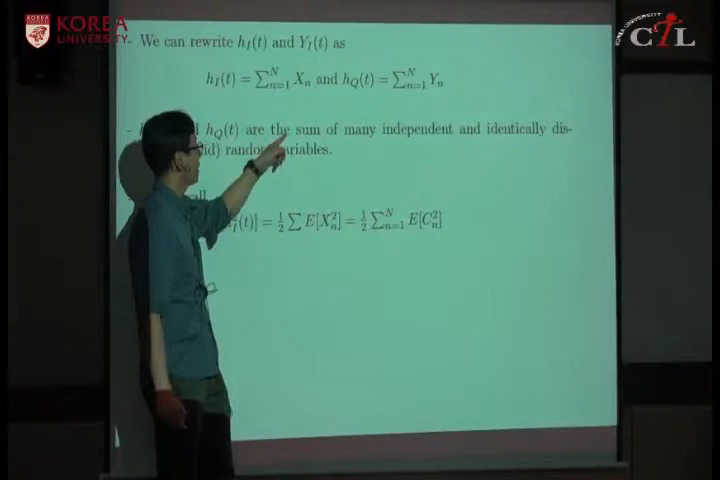 KOREA
UNIVERSITY
KOREA UNIVERSITY
CTL
- We can rewrite h_I(t) and Y_I(t) as
h_I(t) = ∑_{n=1}^{N} X_n and h_Q(t) = ∑_{n=1}^{N} Y_n
- h_Q(t) are the sum of many independent and identically dis-
random variables.
(t)] = 1/2 ∑ E[X_n^2] = 1/2 ∑_{n=1}^{N} E[C_n^2]